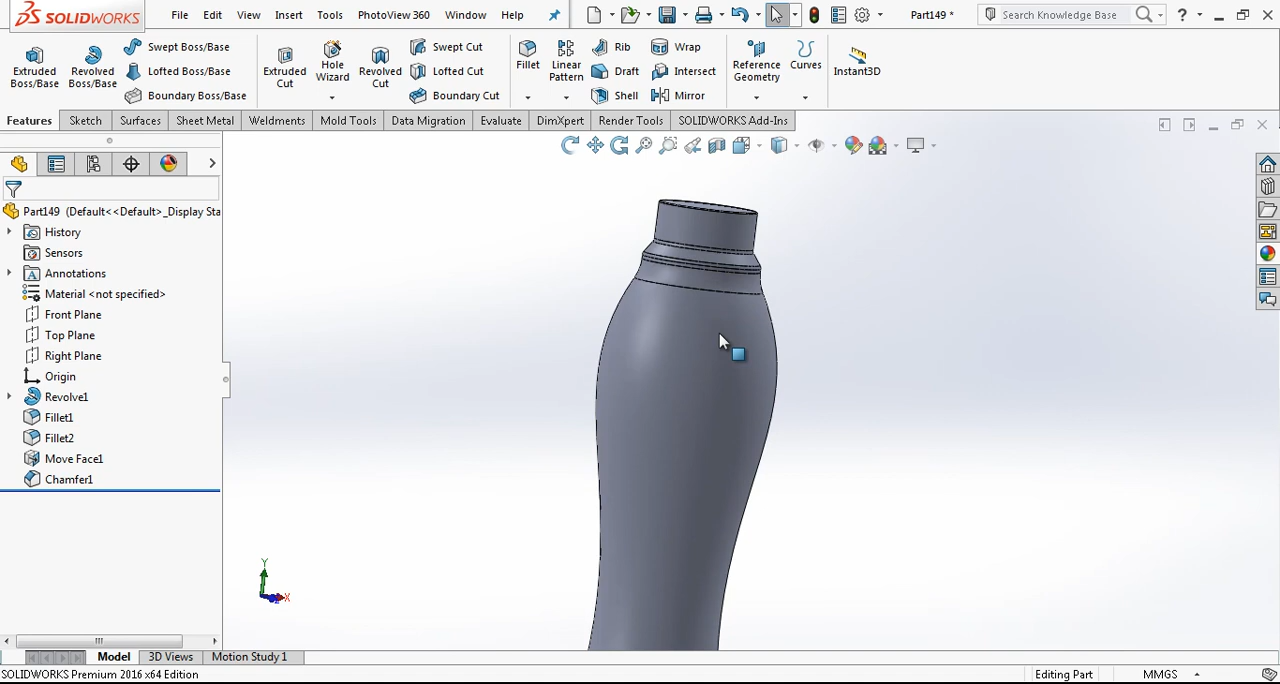 SOLIDWORKS File Edit View Insert Tools PhotoView 360 Window Help Part149 * Search Knowledge Base ?
Extruded Boss/Base
Revolved Boss/Base
Swept Boss/Base
Lofted Boss/Base
Boundary Boss/Base
Extruded Cut
Hole Wizard
Revolved Cut
Swept Cut
Lofted Cut
Boundary Cut
Fillet
Linear Pattern
Rib
Draft
Shell
Wrap
Intersect
Mirror
Reference Geometry
Curves
Instant3D
Features Sketch Surfaces Sheet Metal Weldments Mold Tools Data Migration Evaluate DimXpert Render Tools SOLIDWORKS Add-Ins
Part149 (Default<<Default>_Display Sta
History
Sensors
Annotations
Material <not specified>
Front Plane
Top Plane
Right Plane
Origin
Revolve1
Fillet1
Fillet2
Move Face1
Chamfer1
Y
X
Model 3D Views Motion Study 1
SOLIDWORKS Premium 2016 x64 Edition Editing Part MMGS